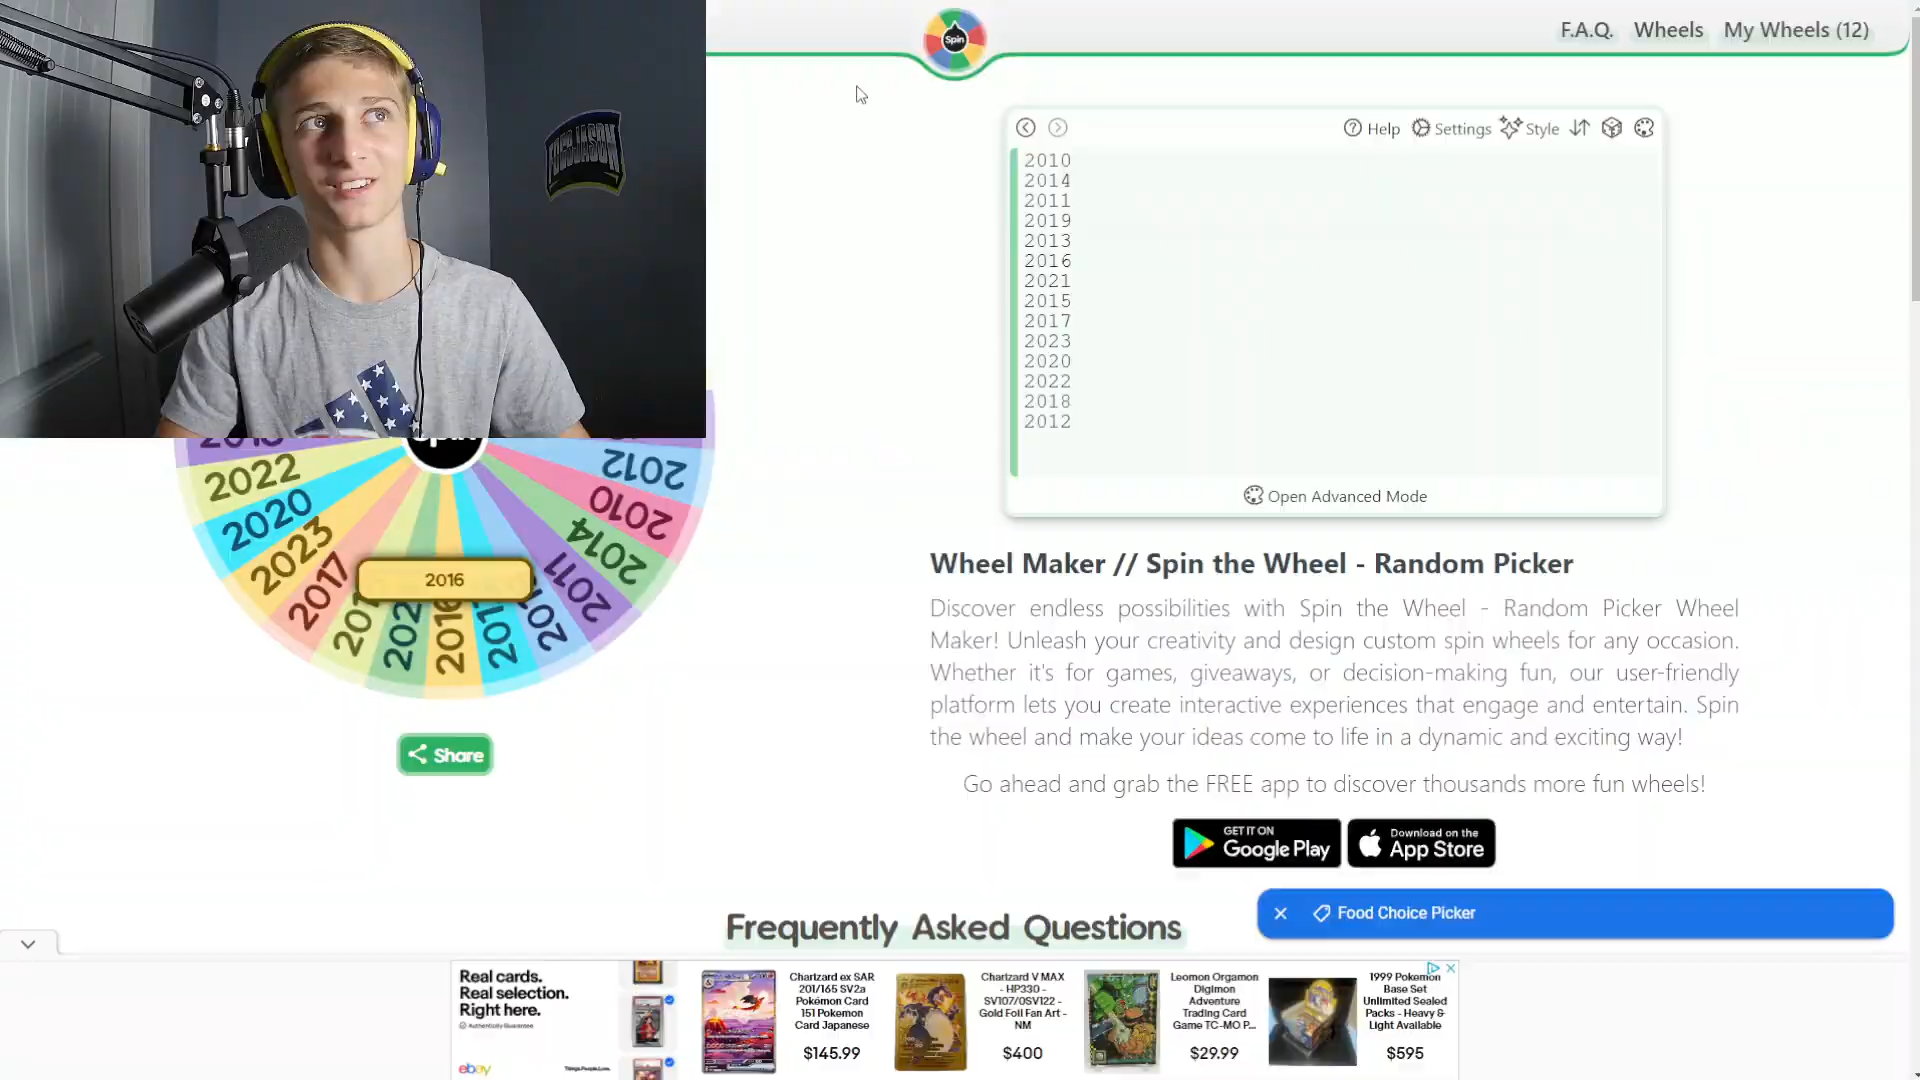 Spin
F.A.Q. Wheels My Wheels (12)
Help Settings Style
2010
2014
2011
2019
2013
2016
2021
2015
2017
2023
2020
2022
2018
2012
Open Advanced Mode
FOEGJASON
Spin
2022
2020
2023
2017
2016
2011
2014
2010
2012
2016
Share
Wheel Maker // Spin the Wheel - Random Picker
Discover endless possibilities with Spin the Wheel - Random Picker Wheel
Maker! Unleash your creativity and design custom spin wheels for any occasion.
Whether it's for games, giveaways, or decision-making fun, our user-friendly
platform lets you create interactive experiences that engage and entertain. Spin
the wheel and make your ideas come to life in a dynamic and exciting way!
Go ahead and grab the FREE app to discover thousands more fun wheels!
GET IT ON
Google Play
Download on the
App Store
Frequently Asked Questions
Food Choice Picker
Real cards.
Real selection.
Right here.
Authenticity Guarantee
ebay
Things. People. Love.
Charizard ex SAR
201/165 SV2a
Pokémon Card
151 Pokemon
Card Japanese
$145.99
Charizard V MAX
- HP330 -
SV107/0SV122 -
Gold Foil Fan Art -
NM
$400
Leomon Orgamon
Digimon
Adventure
Trading Card
Game TC-MO P...
$29.99
1999 Pokemon
Base Set
Unlimited Sealed
Packs - Heavy &
Light Available
$595